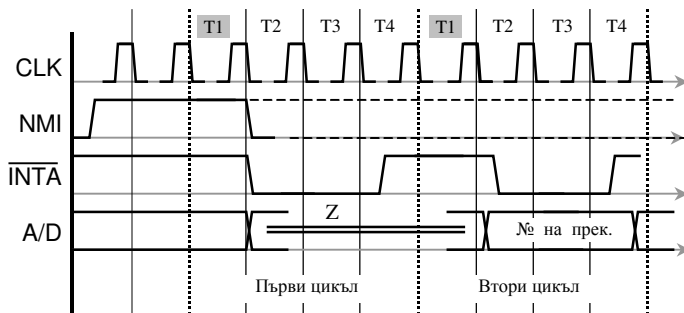 T1 T2 T3 T4 T1 T2 T3 T4
CLK
NMI
INTA
Z
A/D
№ на прек.
Първи цикъл Втори цикъл